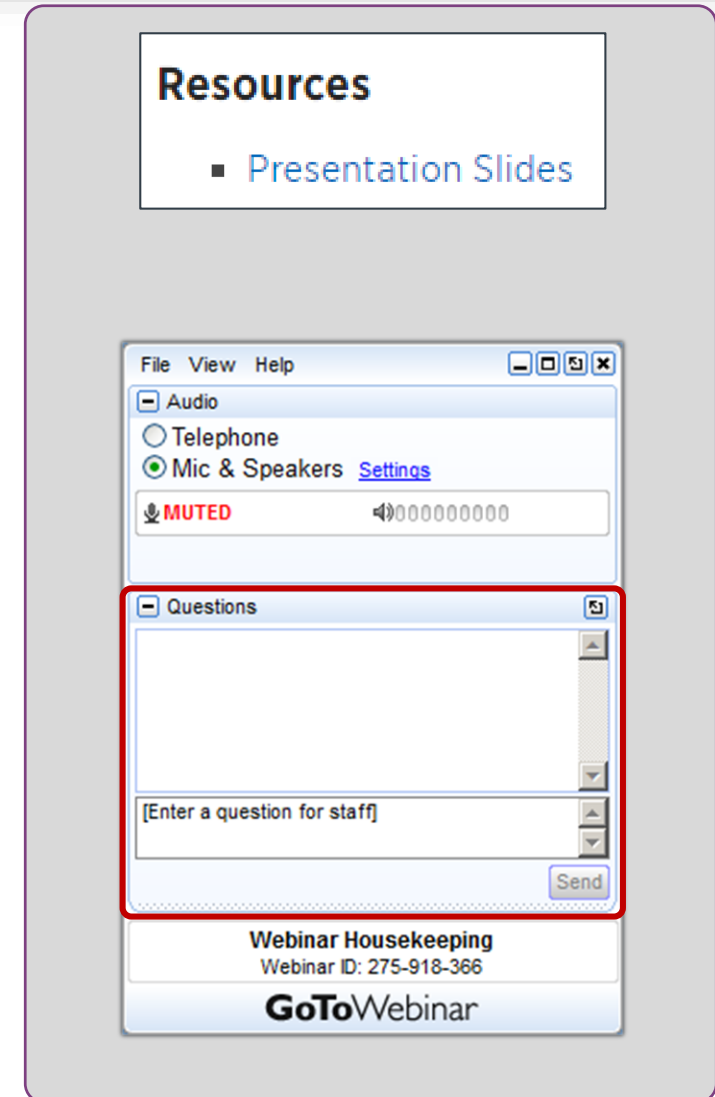 Resources
▪ Presentation Slides
File View Help
Audio
Telephone
Mic & Speakers Settings
MUTED 000000000
Questions
[Enter a question for staff]
Send
Webinar Housekeeping
Webinar ID: 275-918-366
GoToWebinar